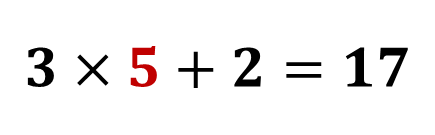 3 × 5 + 2 = 17